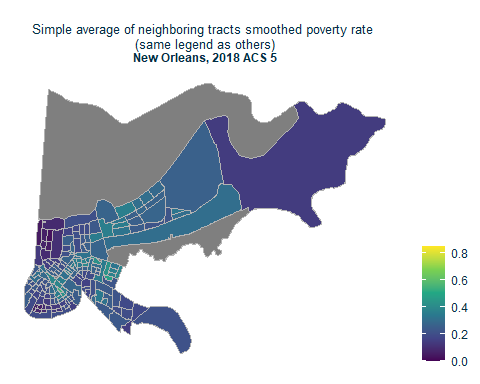 Simple average of neighboring tracts smoothed poverty rate
(same legend as others)
New Orleans, 2018 ACS 5
0.8
0.6
0.4
0.2
0.0